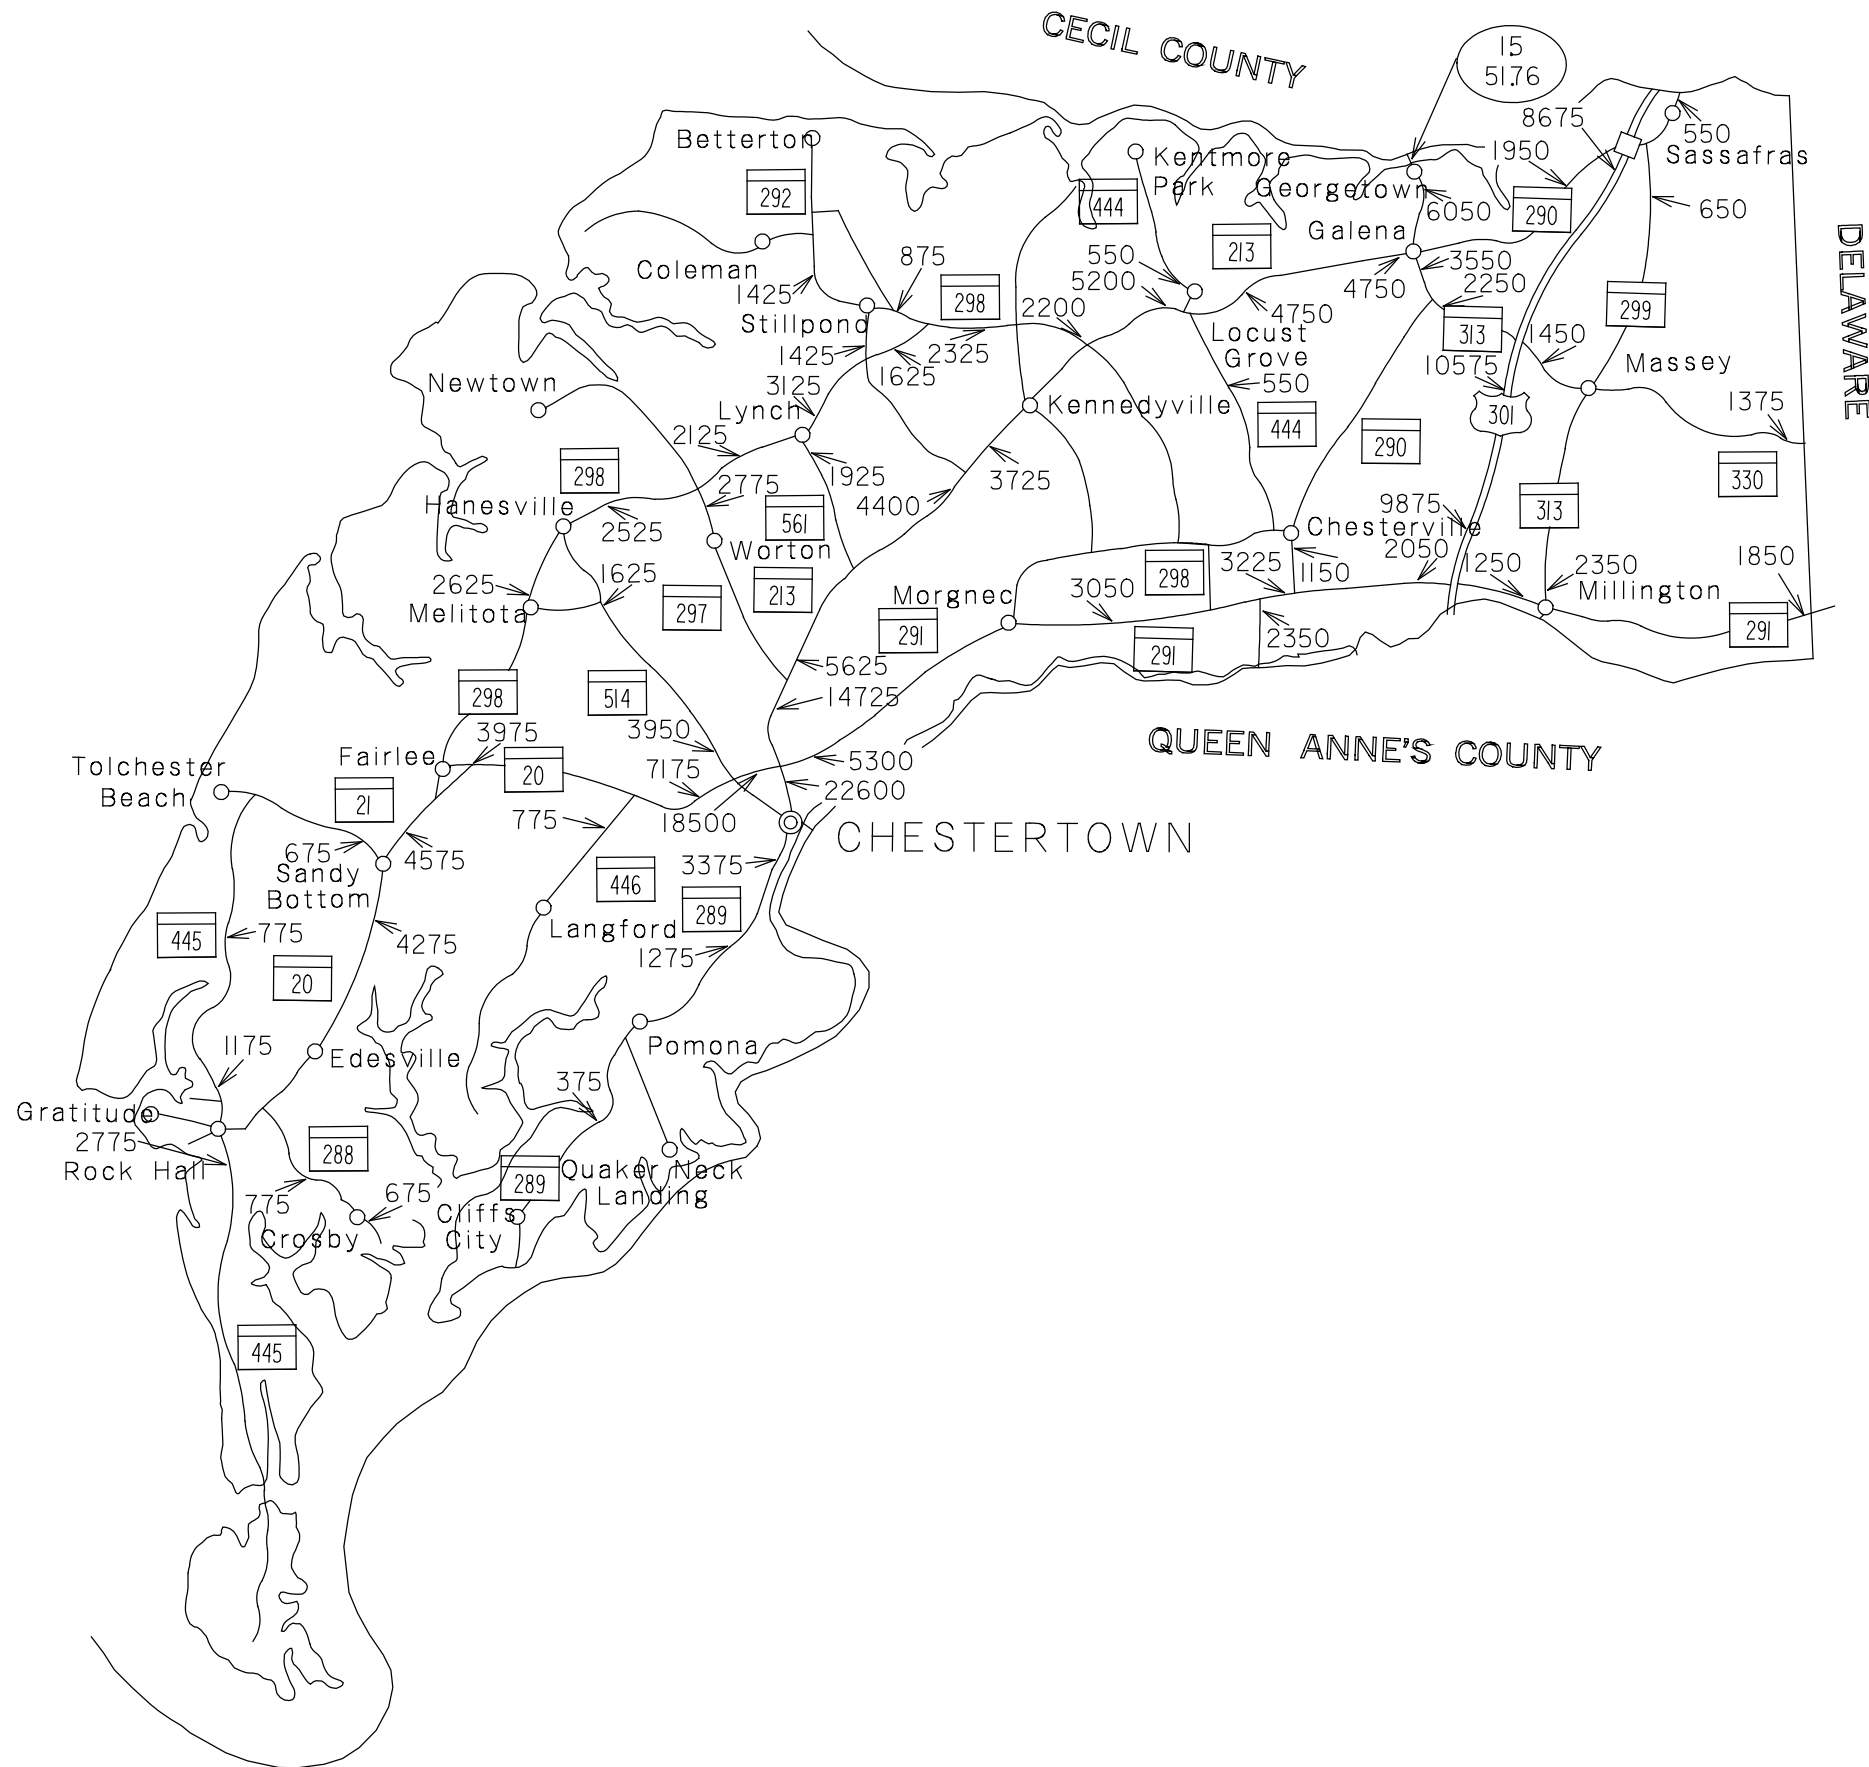 CECIL COUNTY
15
51.76
8675
550
Sassafras
1950
Betterton
Kentmore
Park
Georgetown
444
292
290
6050
650
DELAWARE
Galena
213
Coleman
875
550
5200
3550
4750
2250
1425
298
299
Stillpond
2200
4750
313
1450
Locust
Grove
1425
2325
1625
10575
Massey
Newtown
3125
550
Lynch
Kennedyville
301
1375
2125
444
290
298
1925
3725
330
2775
4400
9875
313
Hanesville
561
Chesterville
2525
Worton
2050
1850
2625
1625
213
298
3225
1150
1250
2350
Melitota
297
Morgnec
3050
Millington
291
291
2350
291
5625
298
514
14725
3950
3975
QUEEN ANNE'S COUNTY
Fairlee
Tolchester
Beach
20
7175
5300
21
22600
775
18500
CHESTERTOWN
675
4575
3375
Sandy
Bottom
446
289
445
775
Langford
4275
1275
20
1175
Edesville
Pomona
375
Gratitude
2775
Rock Hall
288
289
Quaker Neck
Landing
775
675
Cliffs
City
Crosby
445